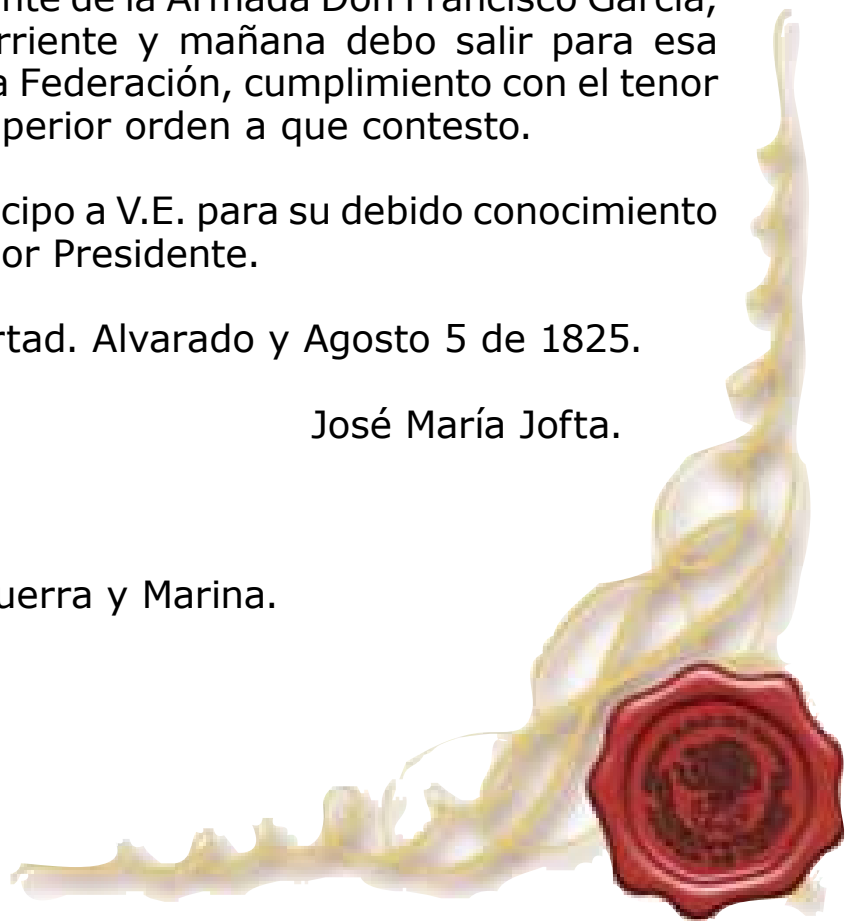 nte de la Armada Don Francisco García,
rriente y mañana debo salir para esa
a Federación, cumplimiento con el tenor
perior orden a que contesto.
cipo a V.E. para su debido conocimiento
or Presidente.
rtad. Alvarado y Agosto 5 de 1825.
José María Jofta.
uerra y Marina.